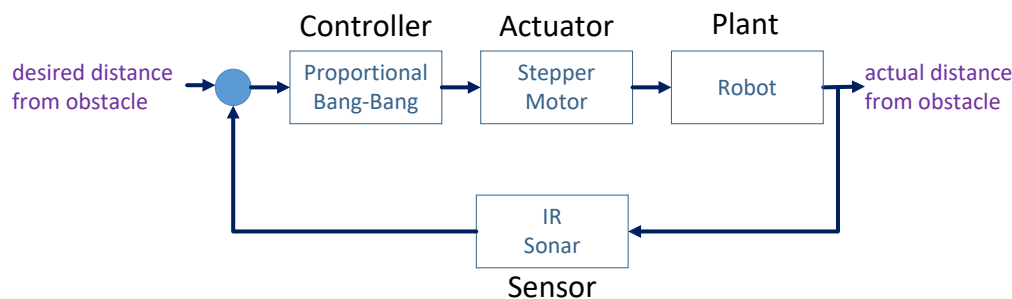 Controller
Actuator
Plant
desired distance
from obstacle
Proportional
Bang-Bang
Stepper
Motor
Robot
actual distance
from obstacle
IR
Sonar
Sensor